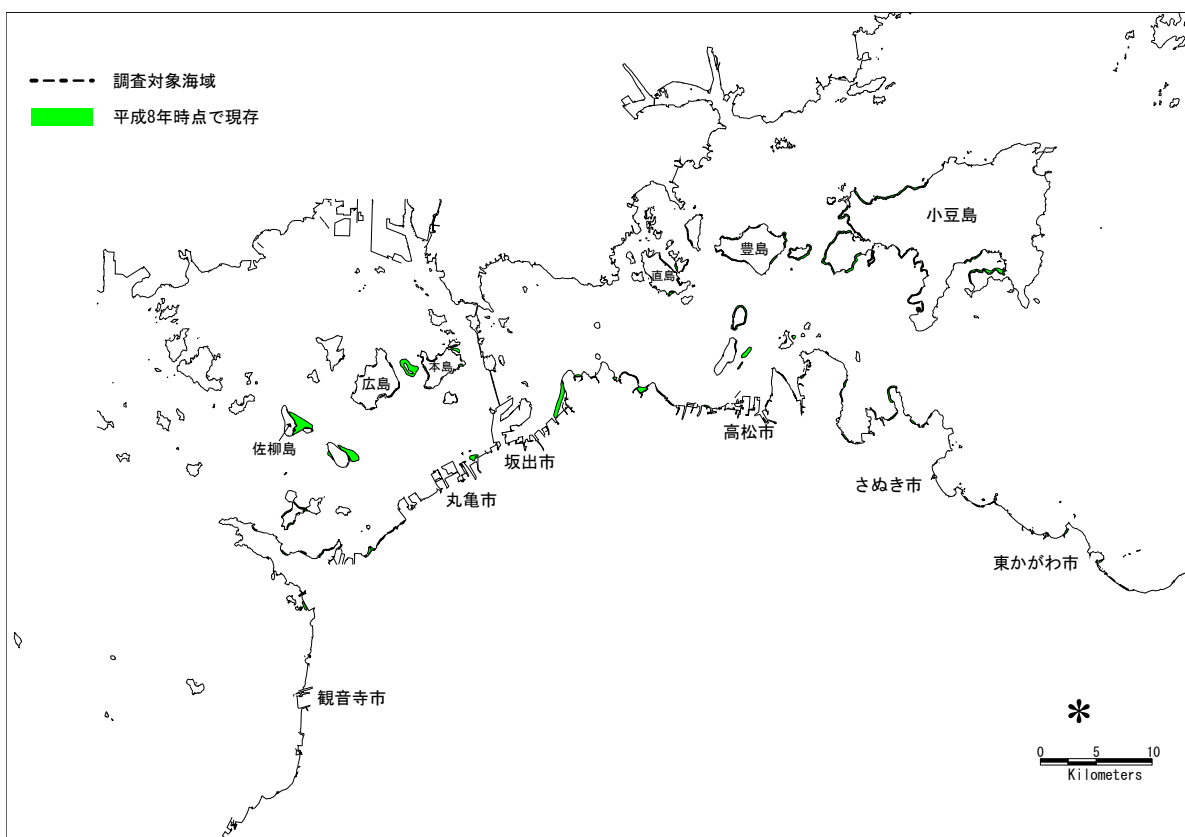 調査対象海域
平成8年時点で現存
小豆島
豊島
直島
本島
広島
佐柳島
高松市
坂出市
丸亀市
さぬき市
東かがわ市
観音寺市
*
0 5 10
Kilometers